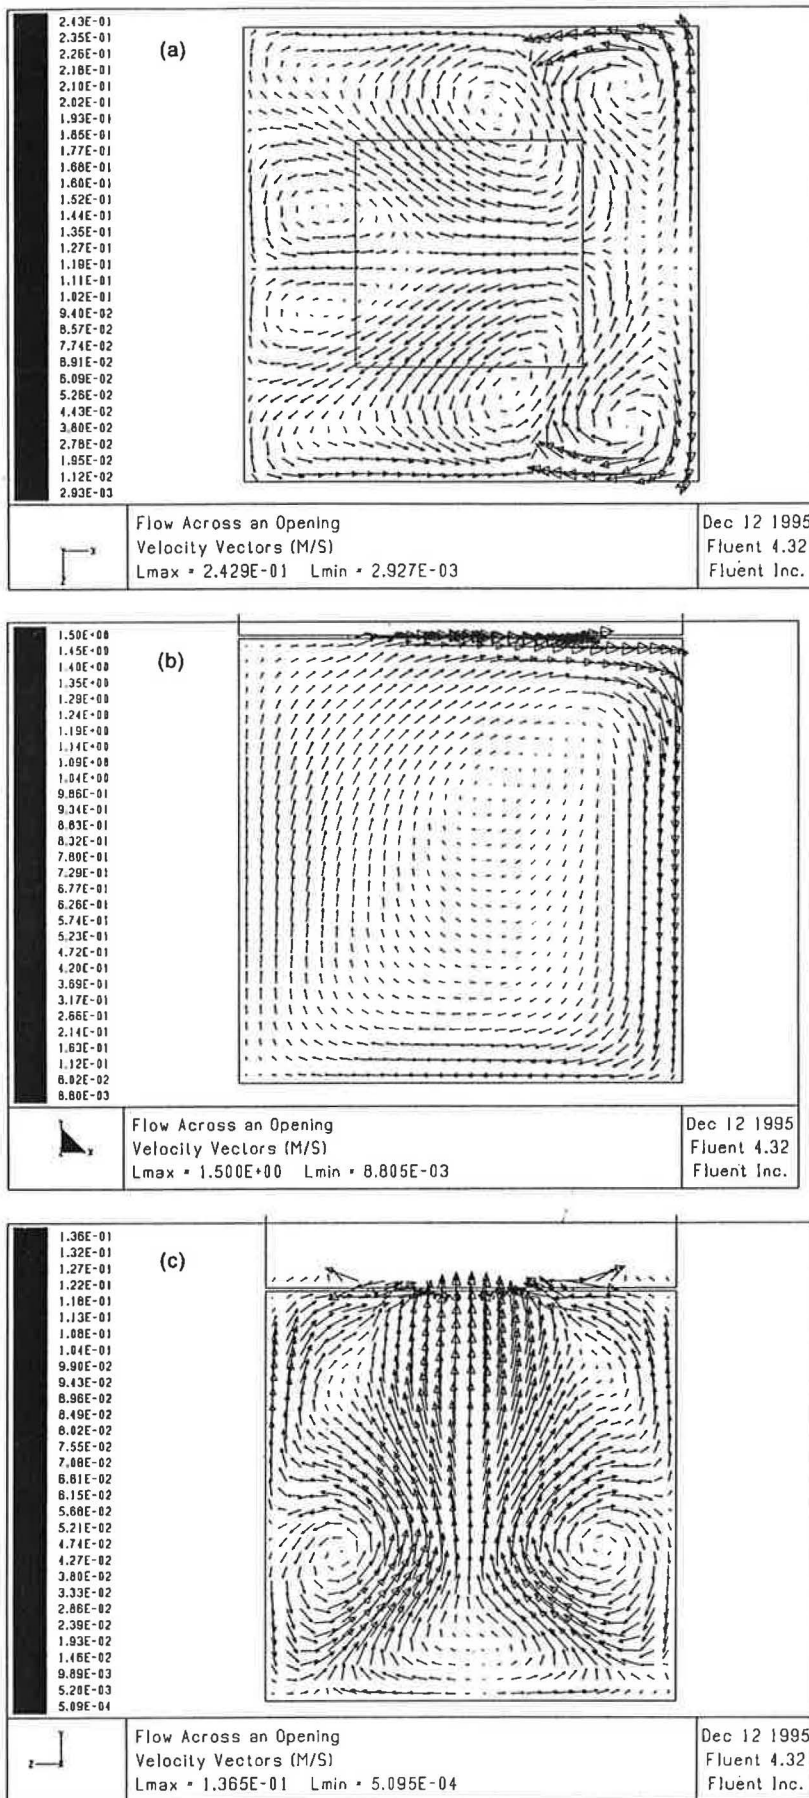 2.43E-01
2.35E-01
2.26E-01
2.18E-01
2.10E-01
2.02E-01
1.93E-01
1.85E-01
1.77E-01
1.68E-01
1.60E-01
1.52E-01
1.44E-01
1.35E-01
1.27E-01
1.19E-01
1.11E-01
1.02E-01
9.40E-02
8.57E-02
7.74E-02
6.91E-02
6.09E-02
5.26E-02
4.43E-02
3.60E-02
2.78E-02
1.95E-02
1.12E-02
2.93E-03
(a)
X
Flow Across an Opening
Velocity Vectors (M/S)
Lmax = 2.429E-01 Lmin = 2.927E-03
Dec 12 1995
Fluent 4.32
Fluent Inc.
1.50E+00
1.45E+00
1.40E+00
1.35E+00
1.29E+00
1.24E+00
1.19E+00
1.14E+00
1.09E+00
1.04E+00
9.86E-01
9.34E-01
8.83E-01
8.32E-01
7.80E-01
7.29E-01
6.77E-01
6.26E-01
5.74E-01
5.23E-01
4.72E-01
4.20E-01
3.69E-01
3.17E-01
2.66E-01
2.14E-01
1.63E-01
1.12E-01
6.02E-02
8.80E-03
(b)
X
Flow Across an Opening
Velocity Vectors (M/S)
Lmax = 1.500E+00 Lmin = 8.805E-03
Dec 12 1995
Fluent 4.32
Fluent Inc.
1.36E-01
1.32E-01
1.27E-01
1.22E-01
1.18E-01
1.13E-01
1.08E-01
1.04E-01
9.90E-02
9.43E-02
8.96E-02
8.49E-02
8.02E-02
7.55E-02
7.08E-02
6.61E-02
6.15E-02
5.68E-02
5.21E-02
4.74E-02
4.27E-02
3.80E-02
3.33E-02
2.86E-02
2.39E-02
1.93E-02
1.46E-02
9.89E-03
5.20E-03
5.09E-04
(c)
Y
Z
Flow Across an Opening
Velocity Vectors (M/S)
Lmax = 1.365E-01 Lmin = 5.095E-04
Dec 12 1995
Fluent 4.32
Fluent Inc.